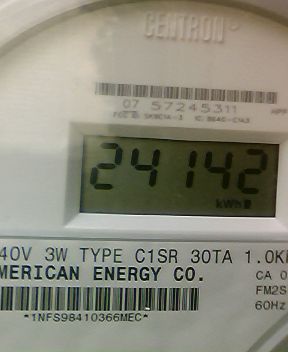 CENTRON
07 57245311
24142
kWh
40V 3W TYPE C1SR 30TA 1.0K
MERICAN ENERGY CO.
CA 0
FM2S
60Hz
*1NFS98410366MEC*